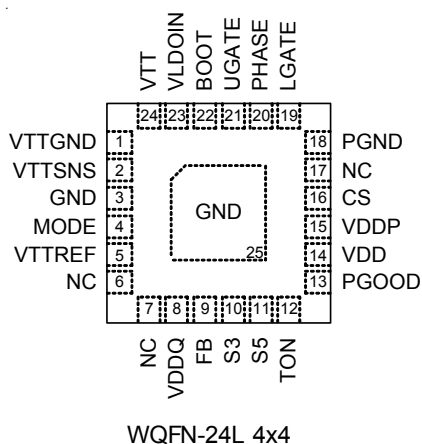 VTT
VLDOIN
BOOT
UGATE
PHASE
LGATE
24 23 22 21 20 19
VTTGND 1
VTTSNS 2
GND 3
MODE 4
VTTREF 5
NC 6
18 PGND
17 NC
16 CS
15 VDDP
14 VDD
13 PGOOD
GND
25
7 8 9 10 11 12
NC
VDDQ
FB
S3
S5
TON
WQFN-24L 4x4